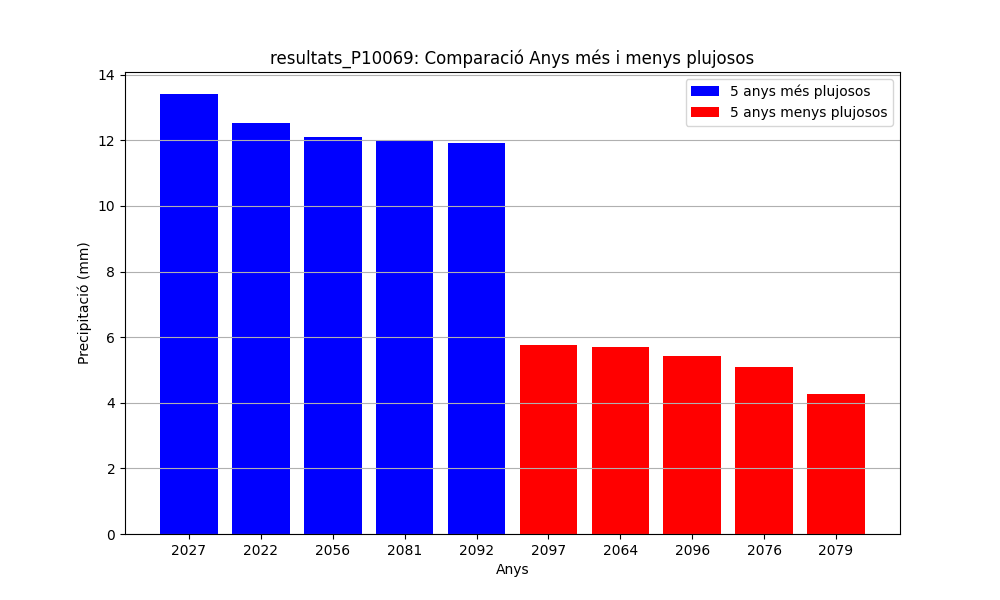 resultats_P10069: Comparació Anys més i menys plujosos
5 anys més plujosos
5 anys menys plujosos
Precipitació (mm)
14
12
10
8
6
4
2
0
2027 2022 2056 2081 2092 2097 2064 2096 2076 2079
Anys